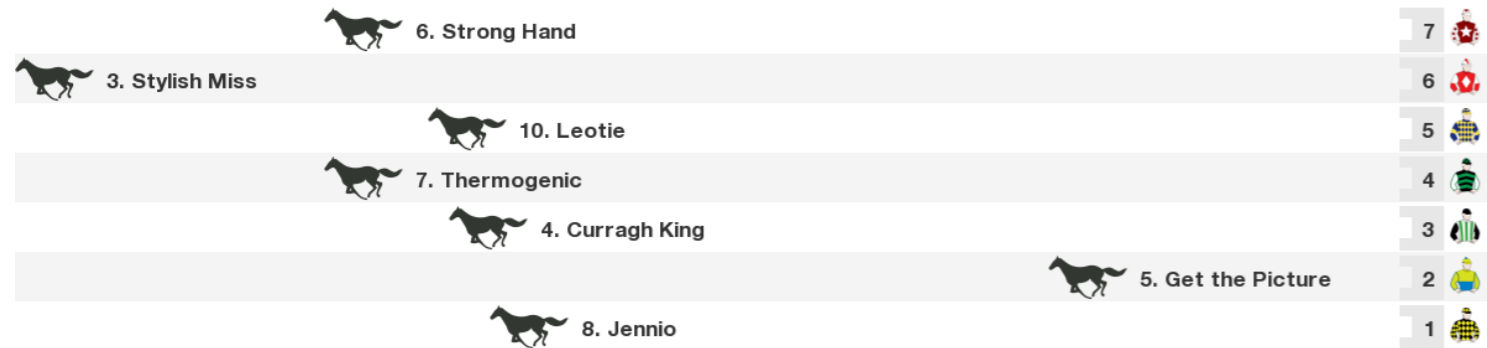 6. Strong Hand 7
3. Stylish Miss 6
10. Leotie 5
7. Thermogenic 4
4. Curragh King 3
5. Get the Picture 2
8. Jennio 1